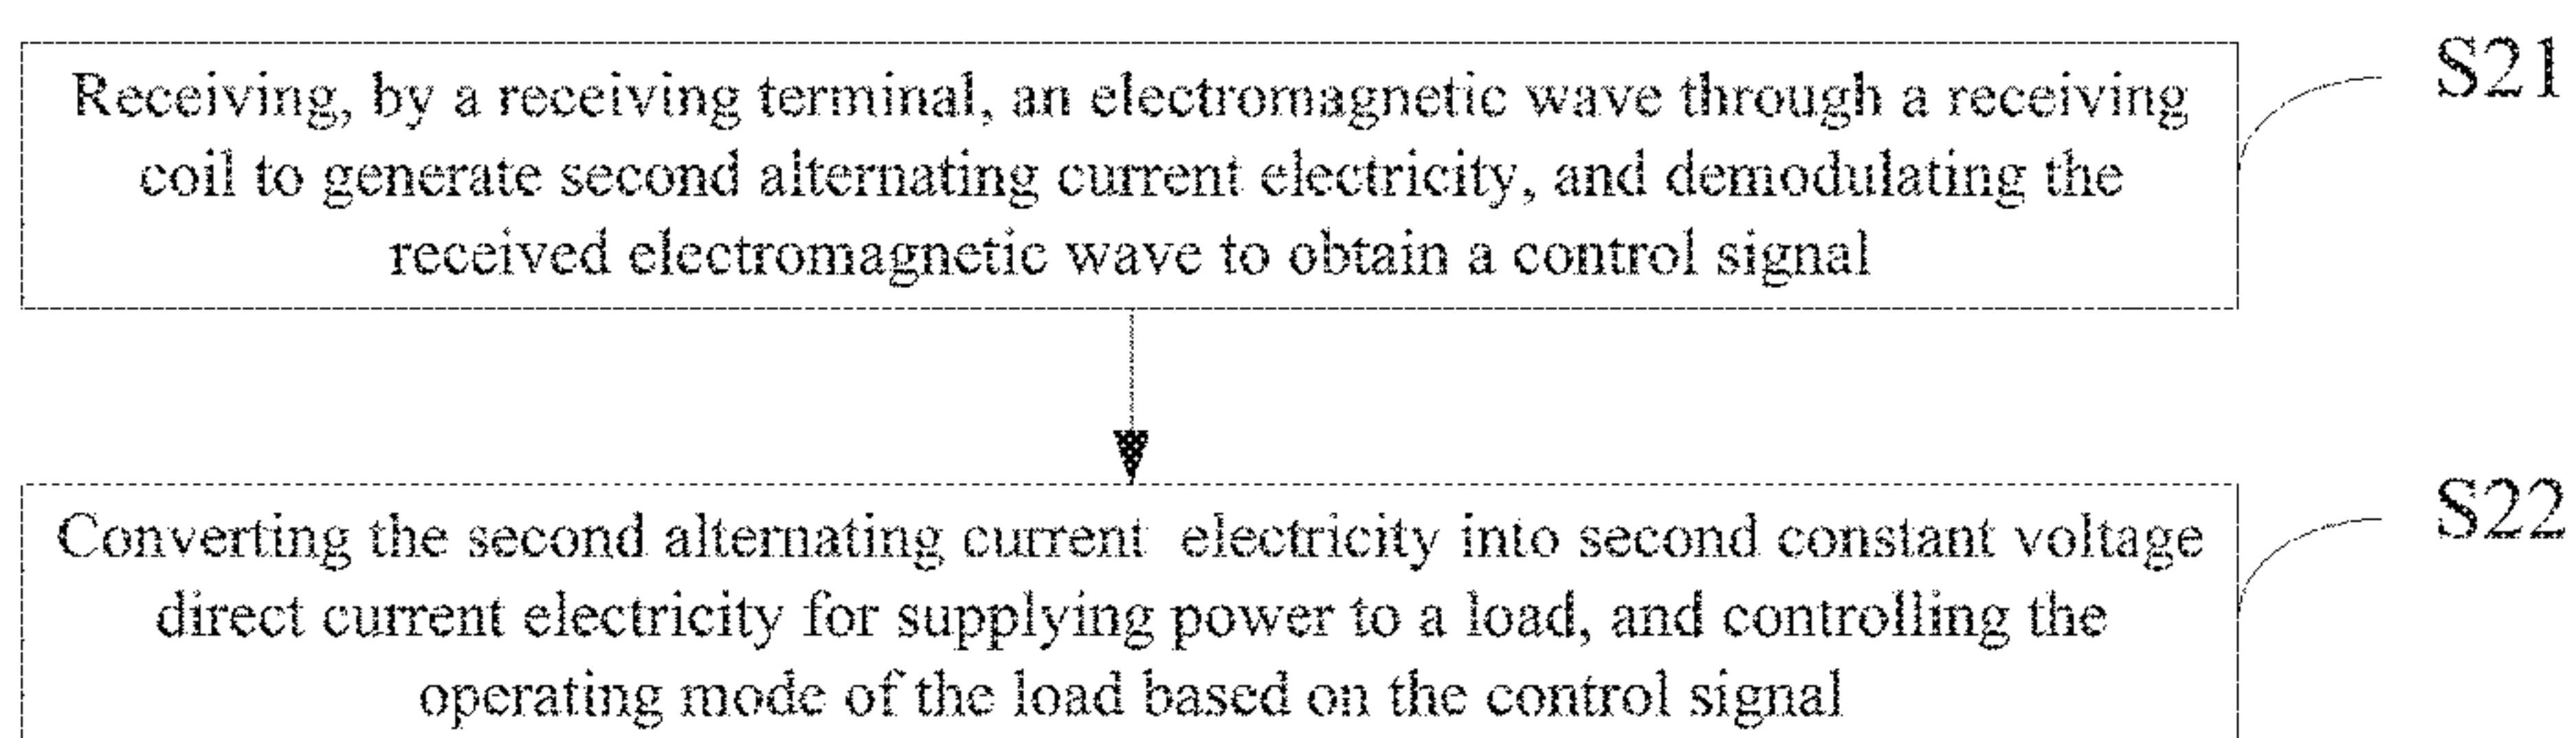 Receiving, by a receiving terminal, an electromagnetic wave through a receiving
coil to generate second alternating current electricity, and demodulating the
received electromagnetic wave to obtain a control signal
S21
Converting the second alternating current electricity into second constant voltage
direct current electricity for supplying power to a load, and controlling the
operating mode of the load based on the control signal
S22